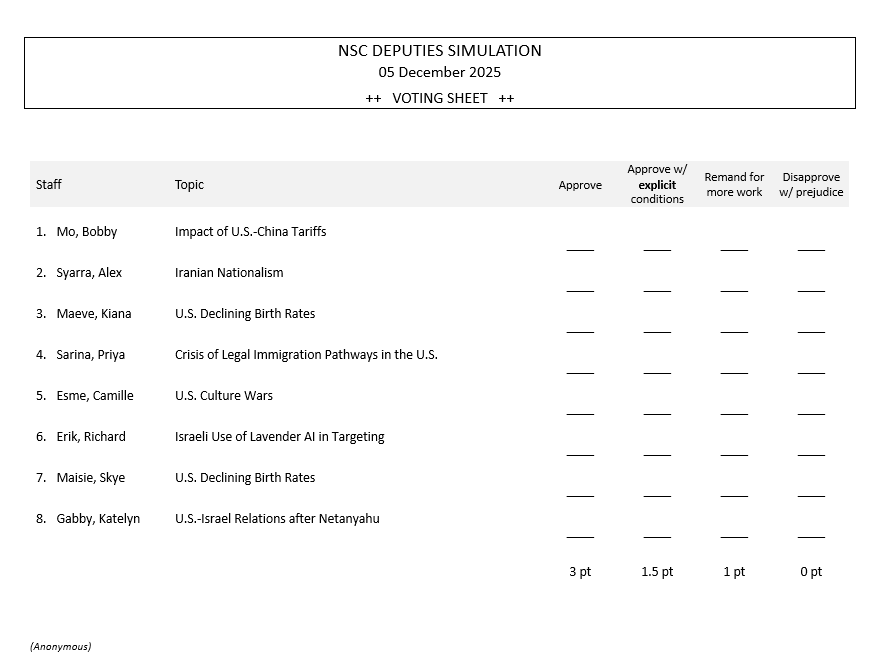 NSC DEPUTIES SIMULATION
05 December 2025
++ VOTING SHEET ++
Staff Topic Approve Approve w/ explicit conditions Remand for more work Disapprove w/ prejudice
1. Mo, Bobby Impact of U.S.-China Tariffs ____ ____ ____ ____
2. Syarra, Alex Iranian Nationalism ____ ____ ____ ____
3. Maeve, Kiana U.S. Declining Birth Rates ____ ____ ____ ____
4. Sarina, Priya Crisis of Legal Immigration Pathways in the U.S. ____ ____ ____ ____
5. Esme, Camille U.S. Culture Wars ____ ____ ____ ____
6. Erik, Richard Israeli Use of Lavender AI in Targeting ____ ____ ____ ____
7. Maisie, Skye U.S. Declining Birth Rates ____ ____ ____ ____
8. Gabby, Katelyn U.S.-Israel Relations after Netanyahu ____ ____ ____ ____
3 pt 1.5 pt 1 pt 0 pt
(Anonymous)